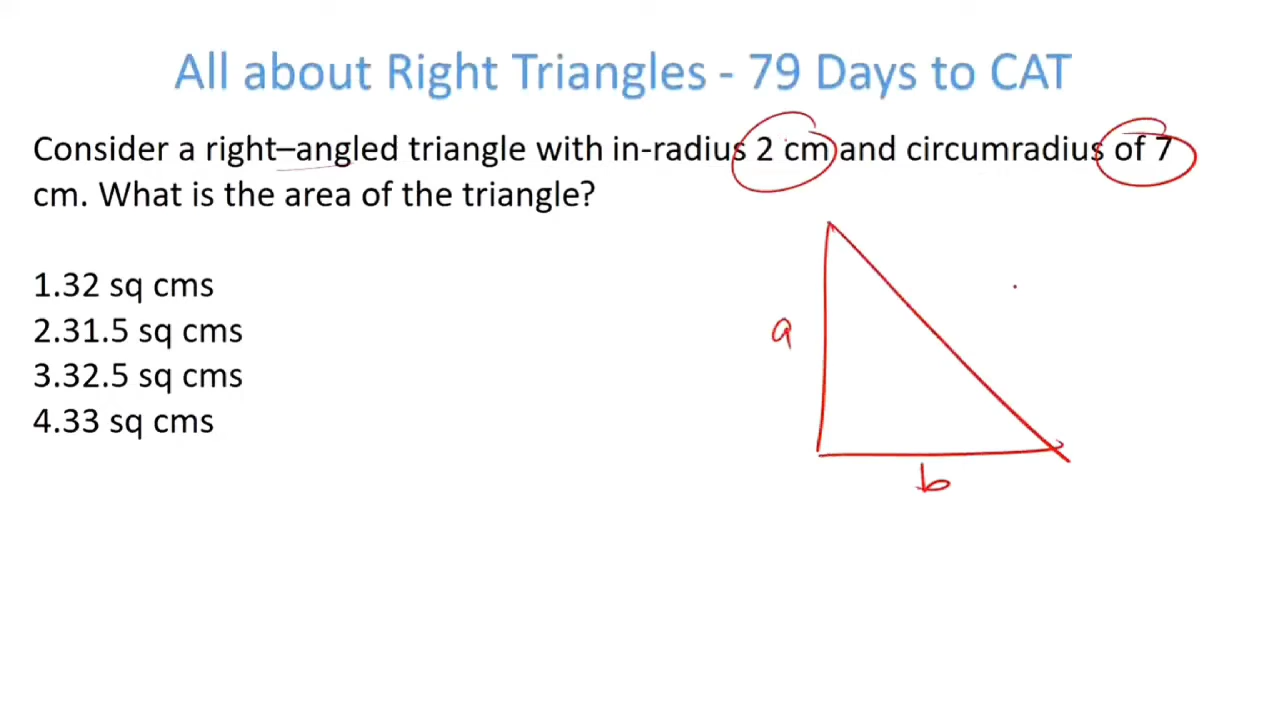 All about Right Triangles - 79 Days to CAT
Consider a right–angled triangle with in-radius 2 cm and circumradius of 7
cm. What is the area of the triangle?
1.32 sq cms
2.31.5 sq cms
3.32.5 sq cms
4.33 sq cms
a
b